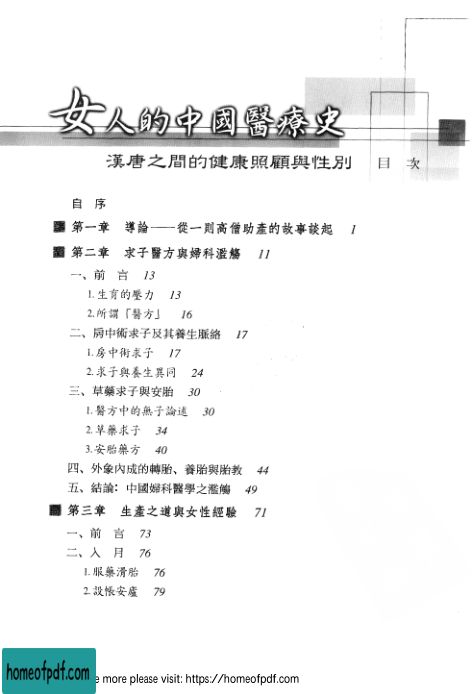 女人的中國醫療史
漢唐之間的健康照顧與性別 目 次
自 序
第一章 導論——從一則高僧助產的故事談起 1
第二章 求子醫方與婦科濫觴 11
一、前 言 13
1.生育的壓力 13
2.所謂「醫方」 16
二、房中術求子及其養生脈絡 17
1.房中術求子 17
2.求子與養生異同 24
三、草藥求子與安胎 30
1.醫方中的無子論述 30
2.草藥求子 34
3.安胎藥方 40
四、外象內成的轉胎、養胎與胎教 44
五、結論：中國婦科醫學之濫觴 49
第三章 生產之道與女性經驗 71
一、前 言 73
二、入 月 76
1.服藥滑胎 76
2.設帳安廬 79
homeofpdf.com
e more please visit: https://homeofpdf.com